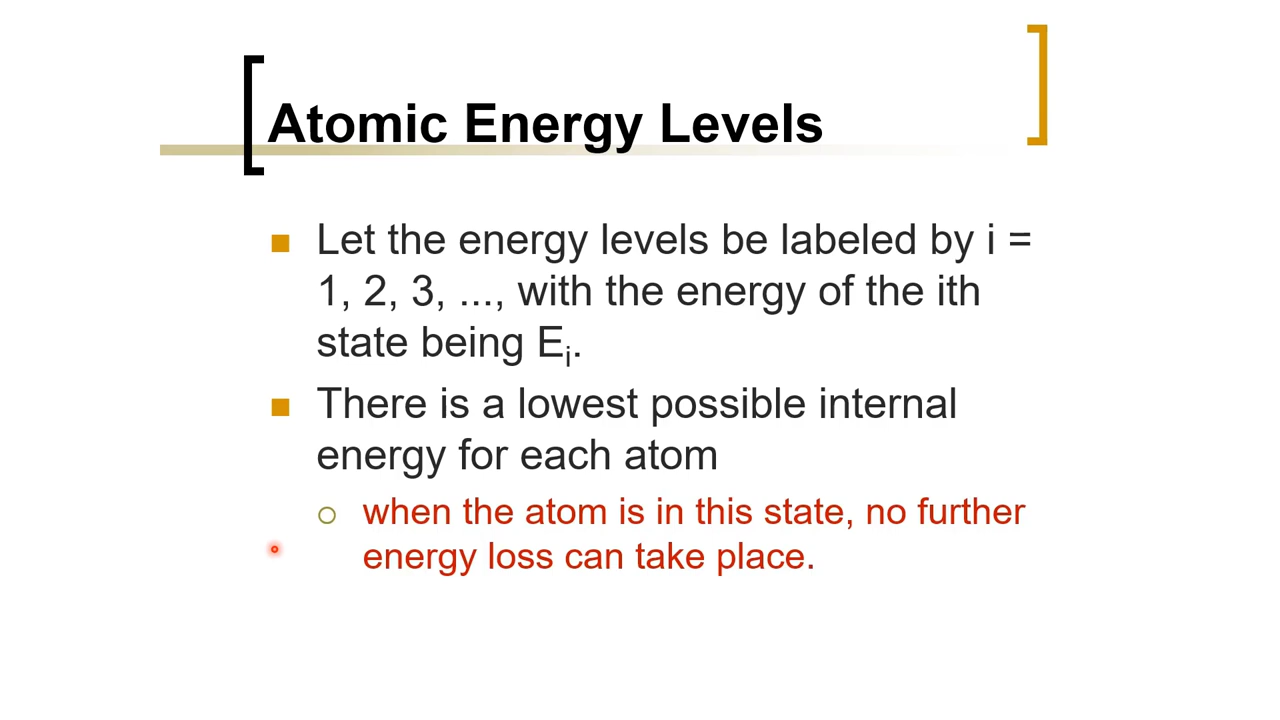 Atomic Energy Levels
Let the energy levels be labeled by i =
1, 2, 3, ..., with the energy of the ith
state being Eᵢ.
There is a lowest possible internal
energy for each atom
when the atom is in this state, no further
energy loss can take place.